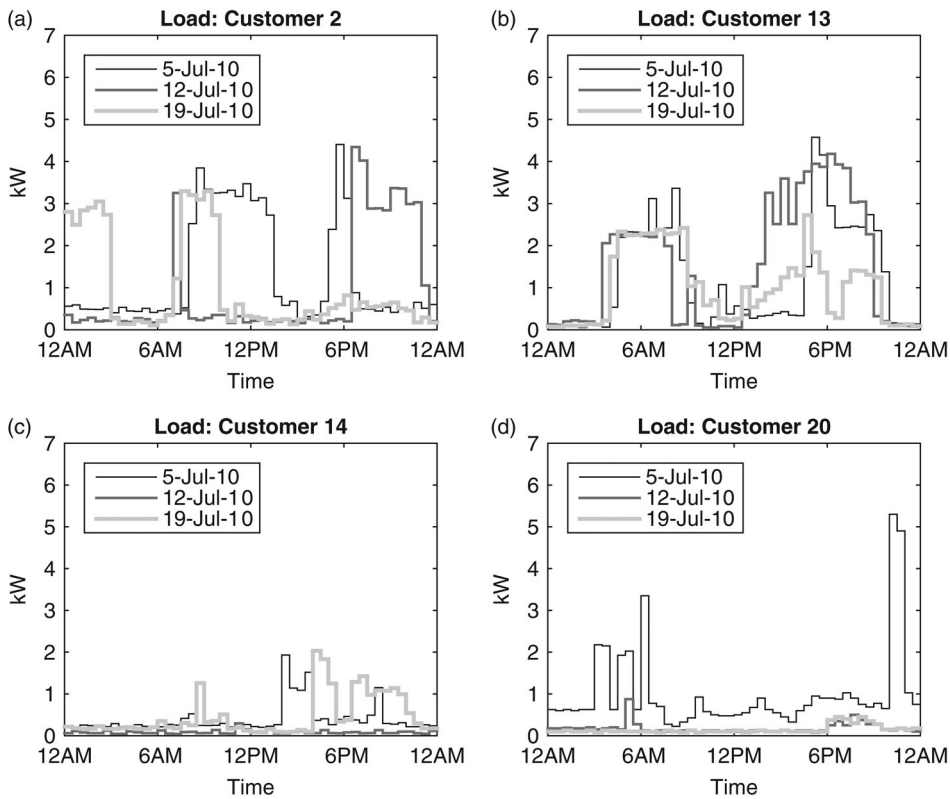 (a)
Load: Customer 2
7
6
5
4
3
2
1
0
kW
5-Jul-10
12-Jul-10
19-Jul-10
12AM 6AM 12PM 6PM 12AM
Time
(b)
Load: Customer 13
7
6
5
4
3
2
1
0
kW
5-Jul-10
12-Jul-10
19-Jul-10
12AM 6AM 12PM 6PM 12AM
Time
(c)
Load: Customer 14
7
6
5
4
3
2
1
0
kW
5-Jul-10
12-Jul-10
19-Jul-10
12AM 6AM 12PM 6PM 12AM
Time
(d)
Load: Customer 20
7
6
5
4
3
2
1
0
kW
5-Jul-10
12-Jul-10
19-Jul-10
12AM 6AM 12PM 6PM 12AM
Time